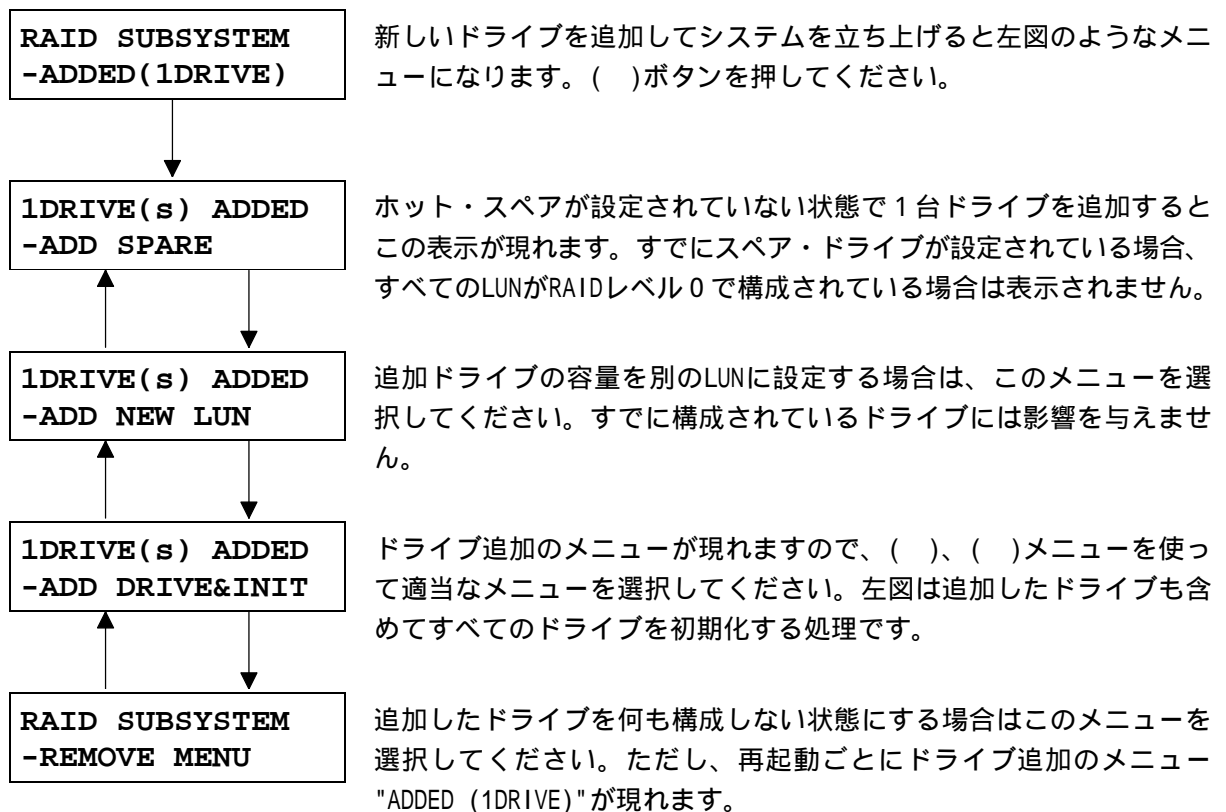 RAID SUBSYSTEM
-ADDED(1DRIVE)
新しいドライブを追加してシステムを立ち上げると左図のようなメニ
ューになります。(　)ボタンを押してください。
1DRIVE(s) ADDED
-ADD SPARE
ホット・スペアが設定されていない状態で１台ドライブを追加すると
この表示が現れます。すでにスペア・ドライブが設定されている場合、
すべてのLUNがRAIDレベル０で構成されている場合は表示されません。
1DRIVE(s) ADDED
-ADD NEW LUN
追加ドライブの容量を別のLUNに設定する場合は、このメニューを選
択してください。すでに構成されているドライブには影響を与えませ
ん。
1DRIVE(s) ADDED
-ADD DRIVE&INIT
ドライブ追加のメニューが現れますので、(　)、(　)メニューを使っ
て適当なメニューを選択してください。左図は追加したドライブも含
めてすべてのドライブを初期化する処理です。
RAID SUBSYSTEM
-REMOVE MENU
追加したドライブを何も構成しない状態にする場合はこのメニューを
選択してください。ただし、再起動ごとにドライブ追加のメニュー
"ADDED (1DRIVE)"が現れます。